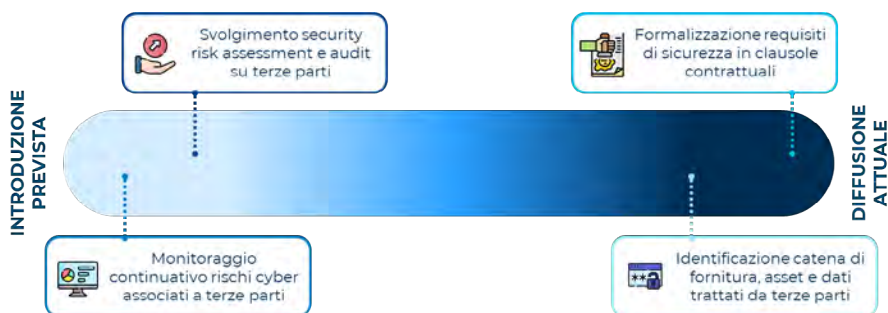 Svolgimento security
risk assessment e audit
su terze parti
Formalizzazione requisiti
di sicurezza in clausole
contrattuali
INTRODUZIONE
PREVISTA
DIFFUSIONE
ATTUALE
Monitoraggio
continuativo rischi cyber
associati a terze parti
Identificazione catena di
fornitura, asset e dati
trattati da terze parti